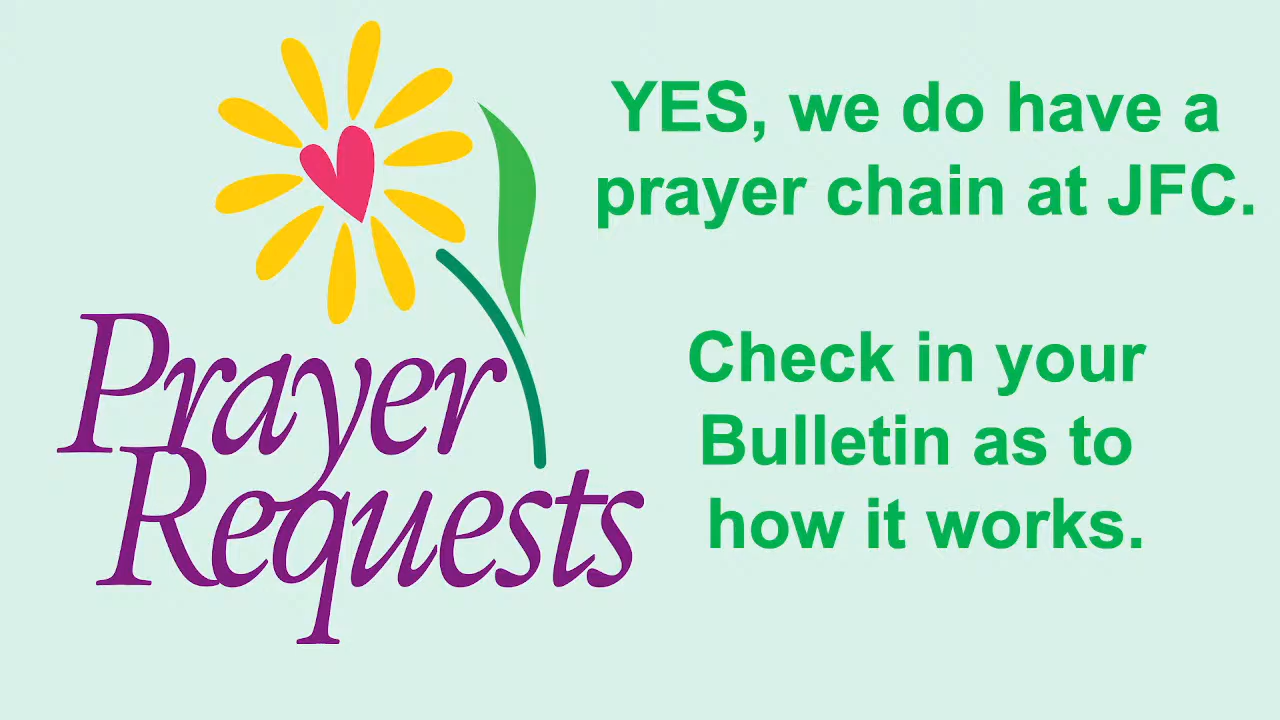 Prayer
Requests
YES, we do have a
prayer chain at JFC.
Check in your
Bulletin as to
how it works.